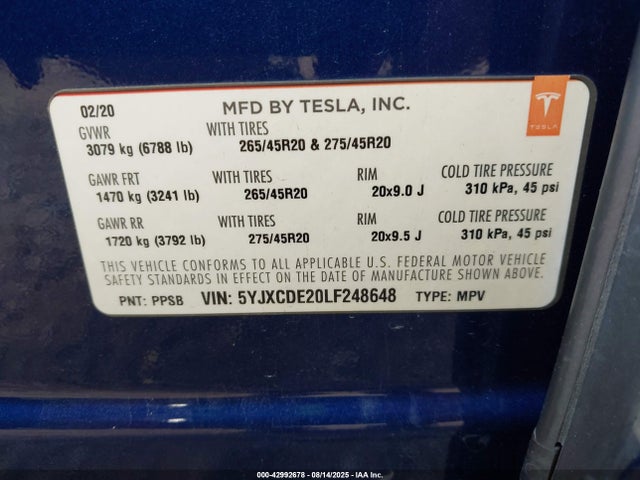 02/20 MFD BY TESLA, INC.
TESLA
GVWR WITH TIRES
3079 kg (6788 lb) 265/45R20 & 275/45R20
GAWR FRT WITH TIRES RIM COLD TIRE PRESSURE
1470 kg (3241 lb) 265/45R20 20x9.0 J 310 kPa, 45 psi
GAWR RR WITH TIRES RIM COLD TIRE PRESSURE
1720 kg (3792 lb) 275/45R20 20x9.5 J 310 kPa, 45 psi
THIS VEHICLE CONFORMS TO ALL APPLICABLE U.S. FEDERAL MOTOR VEHICLE
SAFETY STANDARDS IN EFFECT ON THE DATE OF MANUFACTURE SHOWN ABOVE.
PNT: PPSB VIN: 5YJXCDE20LF248648 TYPE: MPV
000-42992678 - 08/14/2025 - IAA Inc.